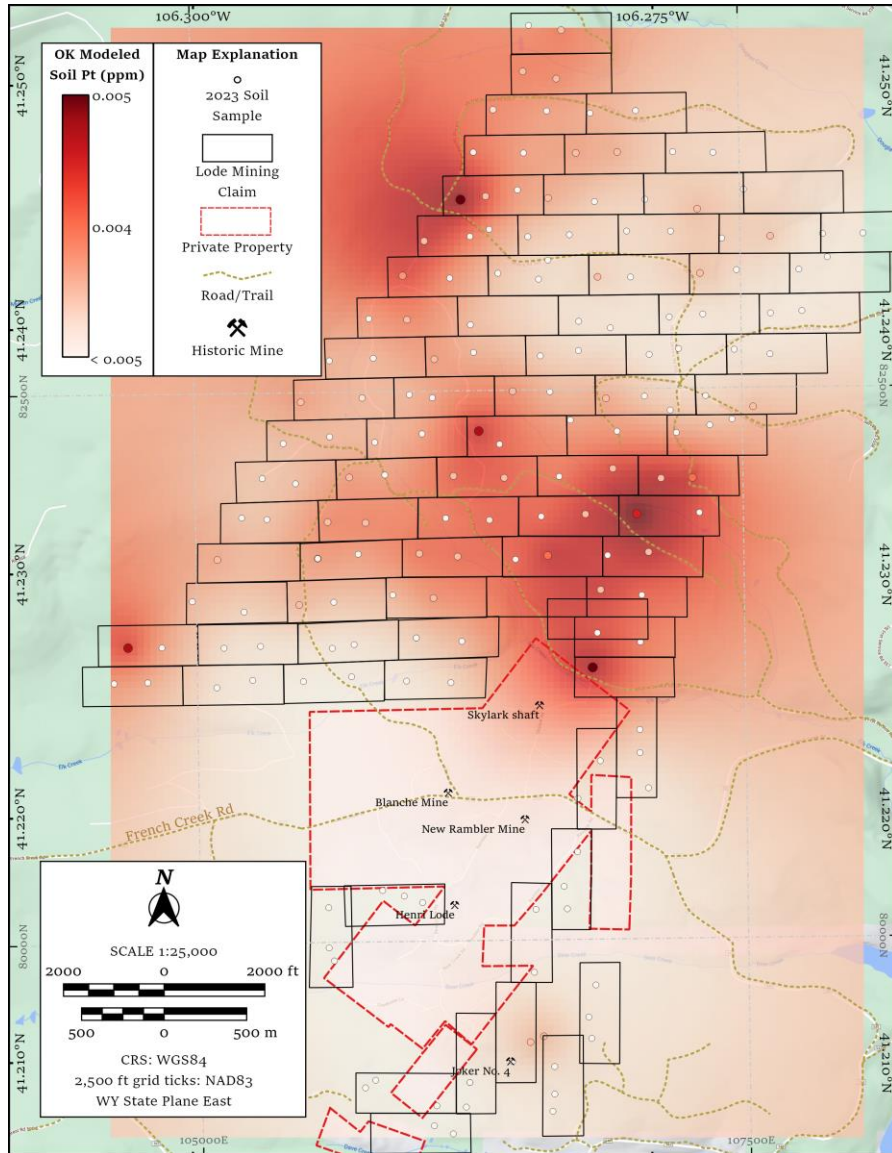 106.300°W
106.275°W
OK Modeled
Soil Pt (ppm)
0.005
0.004
< 0.005
Map Explanation
2023 Soil
Sample
Lode Mining
Claim
Private Property
Road/Trail
Historic Mine
41.250°N
41.250°N
41.240°N
41.240°N
82500N
82500N
41.230°N
41.230°N
Skylark shaft
Elk Creek
Blanche Mine
41.220°N
41.220°N
New Rambler Mine
French Creek Rd
Henri Lode
80000N
80000N
N
SCALE 1:25,000
2000 0 2000 ft
500 0 500 m
CRS: WGS84
2,500 ft grid ticks: NAD83
WY State Plane East
41.210°N
41.210°N
Joker No. 4
105000E
107500E